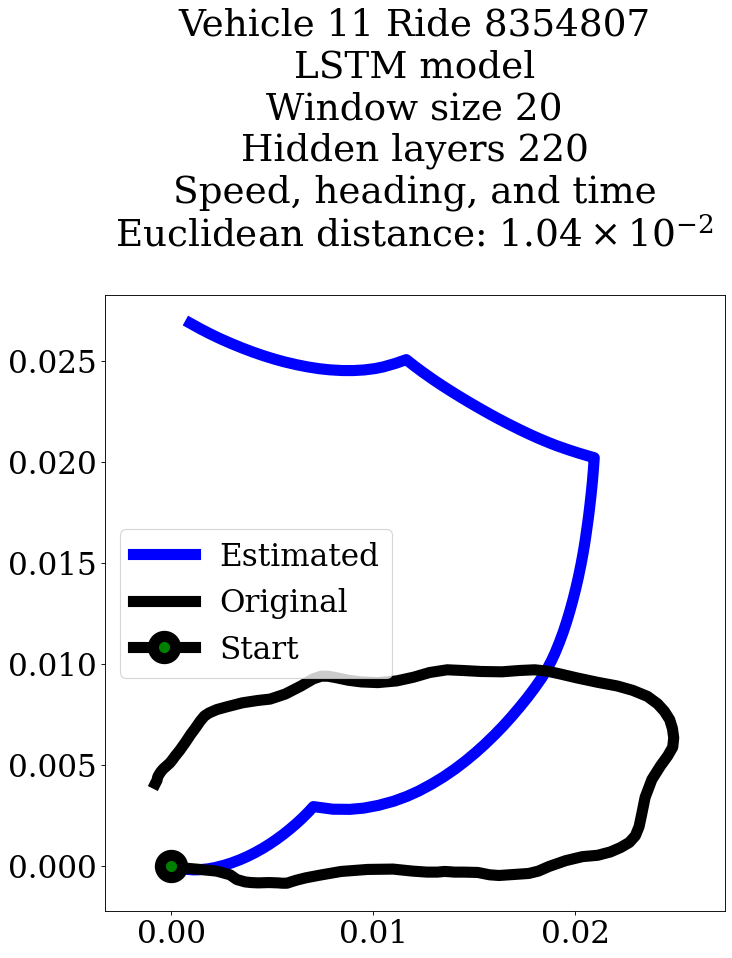 Vehicle 11 Ride 8354807
LSTM model
Window size 20
Hidden layers 220
Speed, heading, and time
Euclidean distance: 1.04 × 10⁻²
0.025
0.020
0.015
0.010
0.005
0.000
Estimated
Original
Start
0.00 0.01 0.02